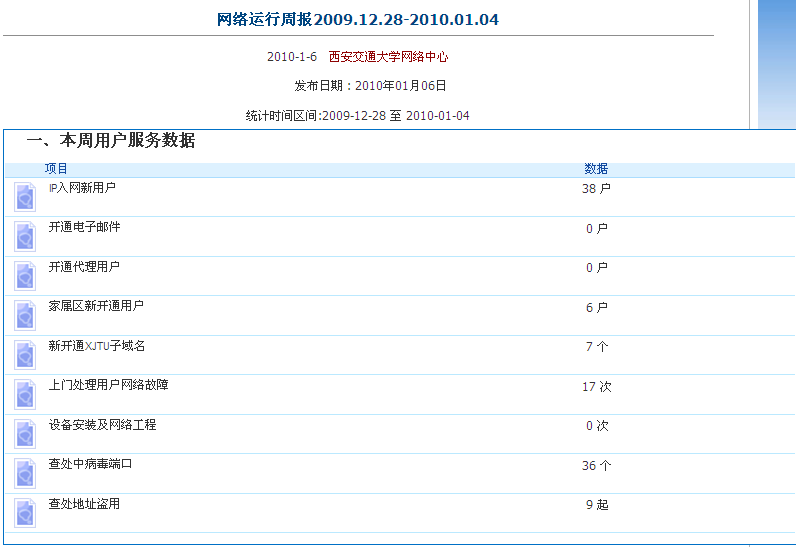 网络运行周报2009.12.28-2010.01.04
2010-1-6 西安交通大学网络中心
发布日期：2010年01月06日
统计时间区间:2009-12-28 至 2010-01-04
一、本周用户服务数据
项目 数据
IP入网新用户 38 户
开通电子邮件 0 户
开通代理用户 0 户
家属区新开通用户 6 户
新开通XJTU子域名 7 个
上门处理用户网络故障 17 次
设备安装及网络工程 0 次
查处中病毒端口 36 个
查处地址盗用 9 起